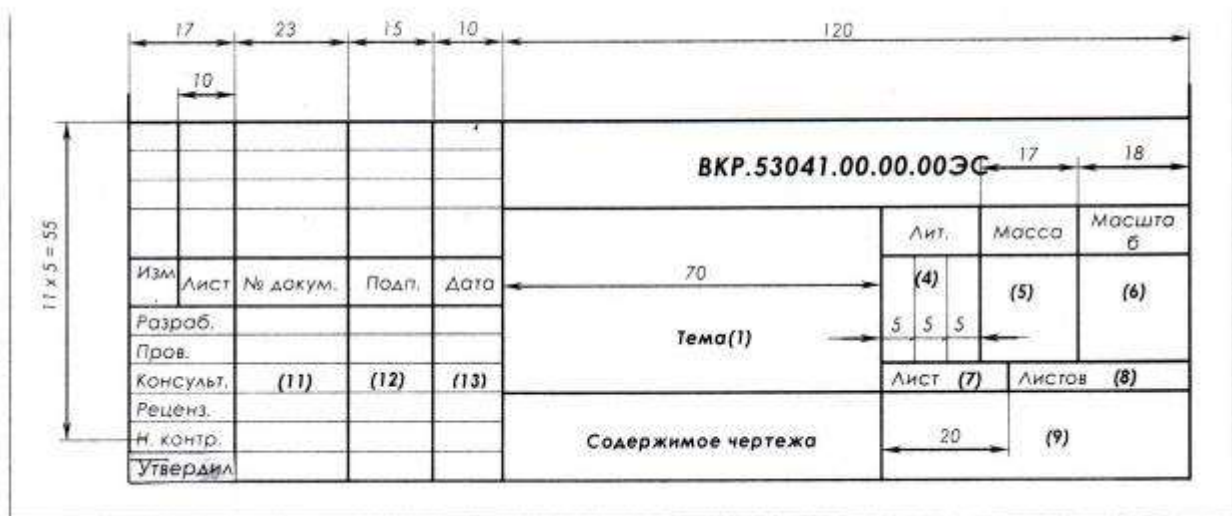 17 23 15 10 120
10
ВКР.53041.00.00.00ЭС 17 18
Лит. Масса Масшта
б
11 x 5 = 55
Изм Лист № докум. Подп. Дата 70 (4) (5) (6)
Разраб.
Тема(1) 5 5 5
Пров.
Консульт. (11) (12) (13) Лист (7) Листов (8)
Реценз.
Н. контр. Содержимое чертежа 20 (9)
Утвердил